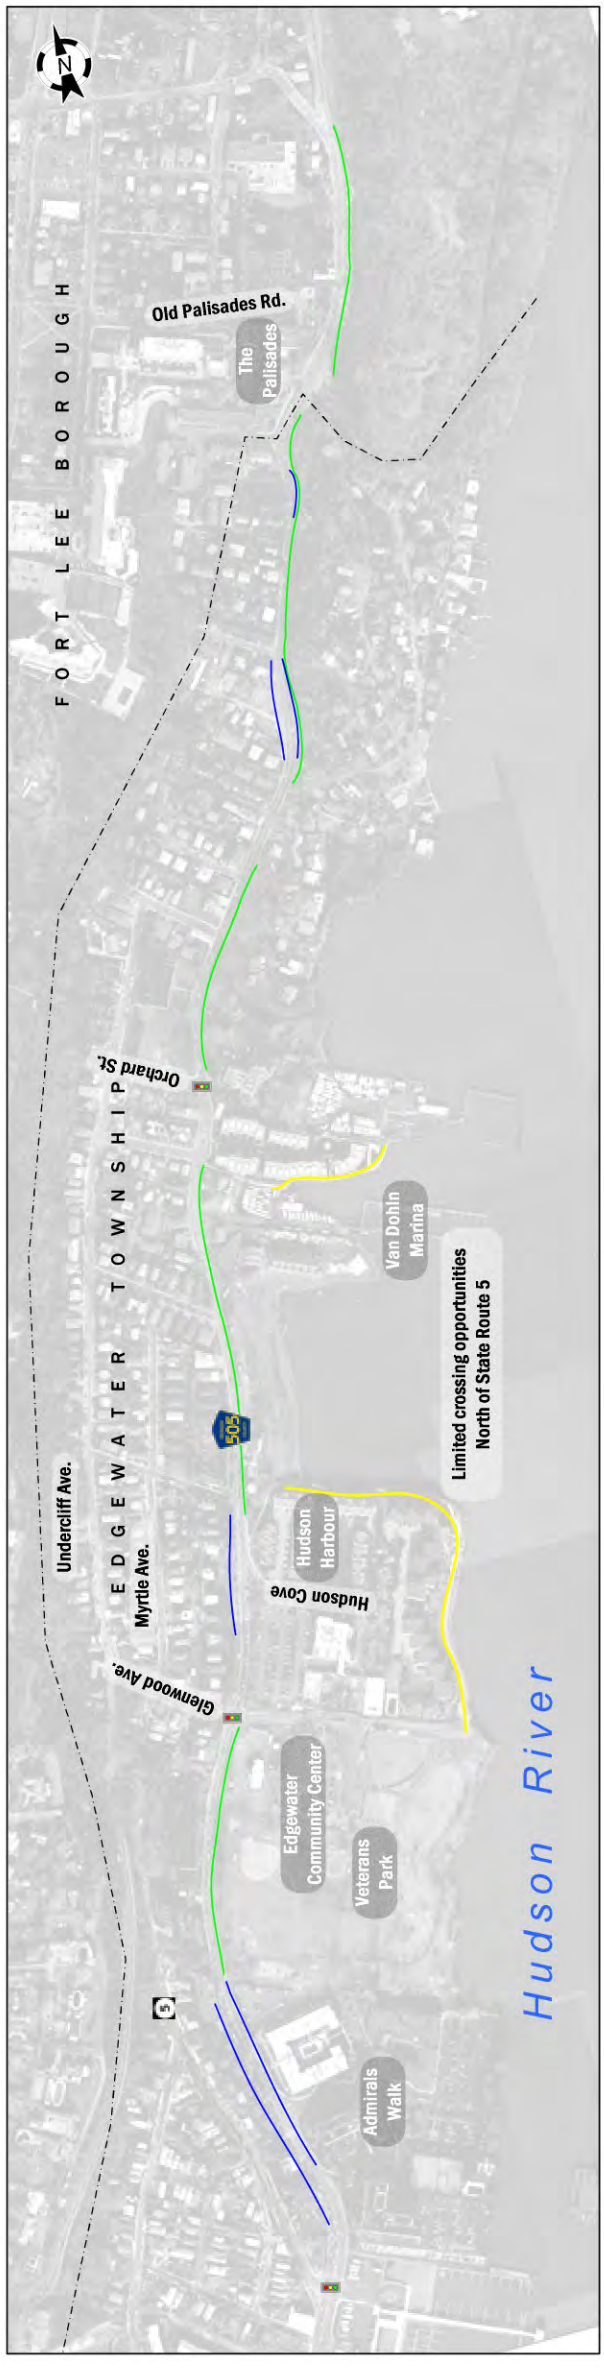 N
FORT LEE BOROUGH
Old Palisades Rd.
The
Palisades
Orchard St.
EDGEWATER TOWNSHIP
Van Dohin
Marina
Limited crossing opportunities
North of State Route 5
505
Undercliff Ave.
Myrtle Ave.
Hudson
Harbour
Hudson Cove
Glenwood Ave.
Edgewater
Community Center
Veterans
Park
Hudson River
5
Admirals
Walk